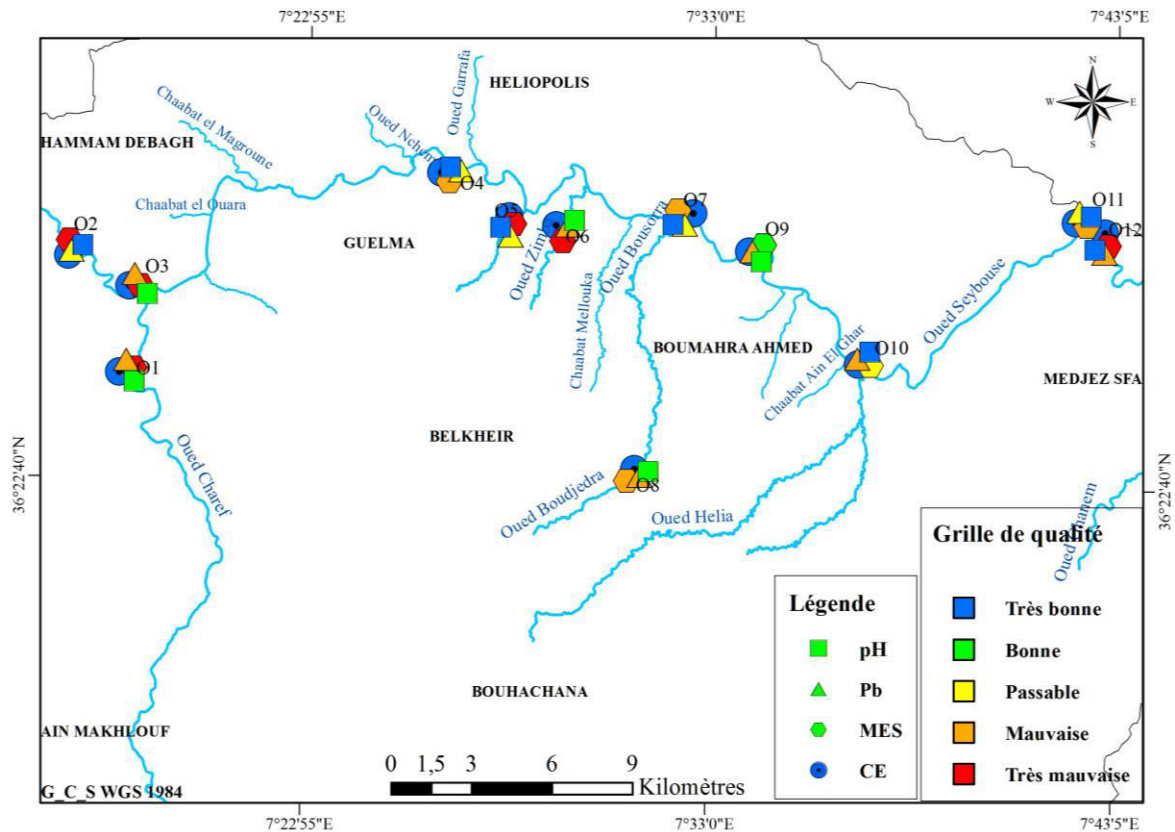 7°22'55"E
7°33'0"E
7°43'5"E
HELIOPOLIS
Oued Garrafa
Chaabat el Magroune
Oued Nchem
HAMMAM DEBAGH
N
W
E
S
O4
O7
O11
Chaabat el Ouara
O2
O5
O6
O9
O12
GUELMA
Oued Bousorra
O3
Chaabat Mellouka
Oued Seybouse
BOUMAHRA AHMED
Chaabat Ain El Ghar
O10
O1
MEDJEZ SFA
BELKHEIR
Oued Charef
36°22'40"N
36°22'40"N
O8
Oued Boudjedra
Oued Helia
Légende
pH
Pb
MES
CE
Grille de qualité
Très bonne
Bonne
Passable
Mauvaise
Très mauvaise
BOUHACHANA
AIN MAKHLOUF
0 1,5 3 6 9
Kilomètres
G_C_S WGS 1984
7°22'55"E
7°33'0"E
7°43'5"E